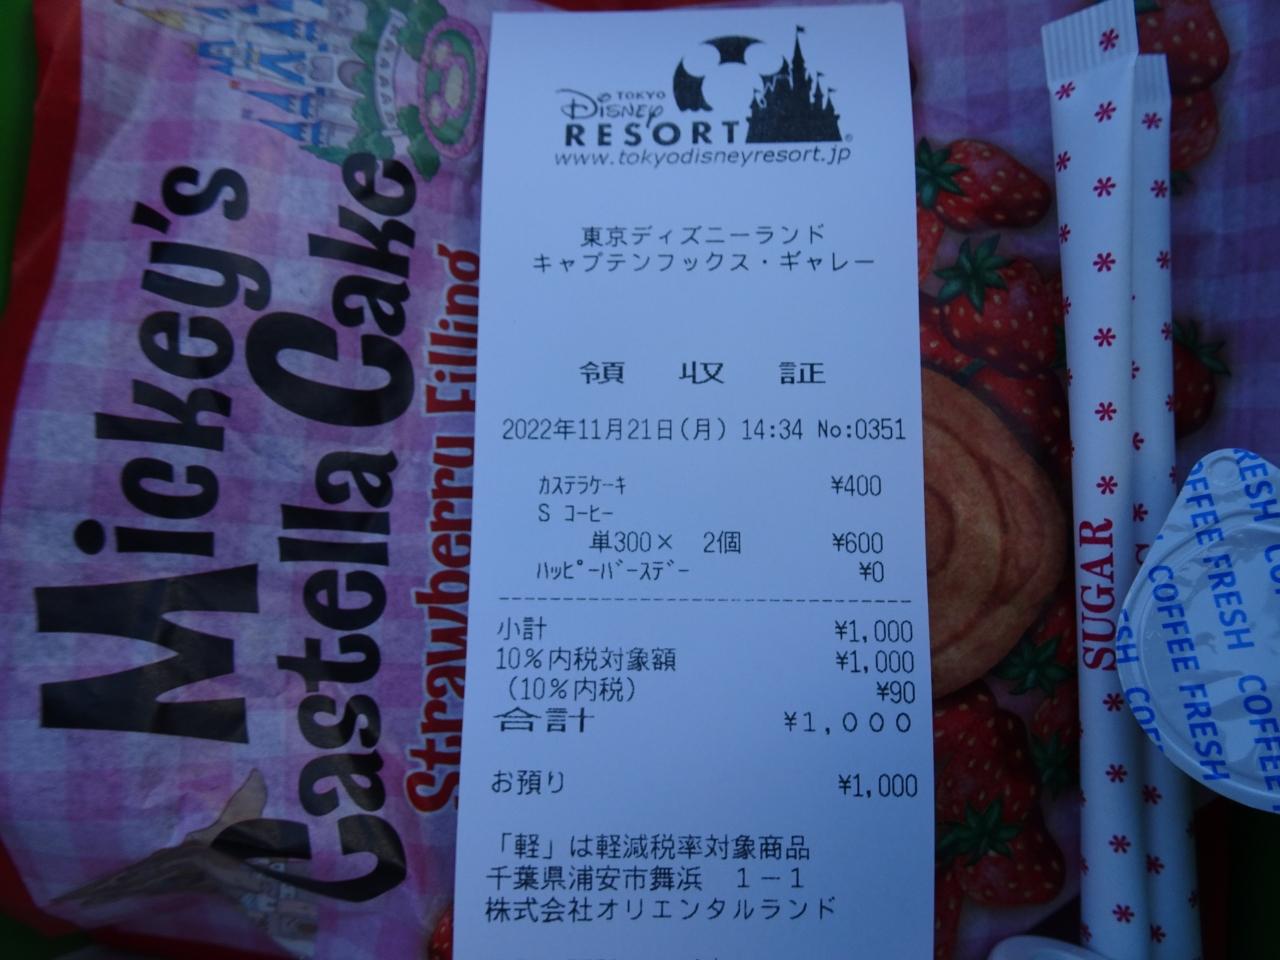 Mickey's
Castella Cake
Strawberry Filling
TOKYO
Disney
RESORT
www.tokyodisneyresort.jp
東京ディズニーランド
キャプテンフックス・ギャレー
領 収 証
2022年11月21日(月) 14:34 No:0351
カステラケーキ ¥400
S コーヒー
単300× 2個 ¥600
ハッピーバースデー ¥0
小計 ¥1,000
10%内税対象額 ¥1,000
(10%内税) ¥90
合計 ¥1,000
お預り ¥1,000
「軽」は軽減税率対象商品
千葉県浦安市舞浜 1-1
株式会社オリエンタルランド
SUGAR
COFFEE FRESH
COFFEE FRESH
COFFEE